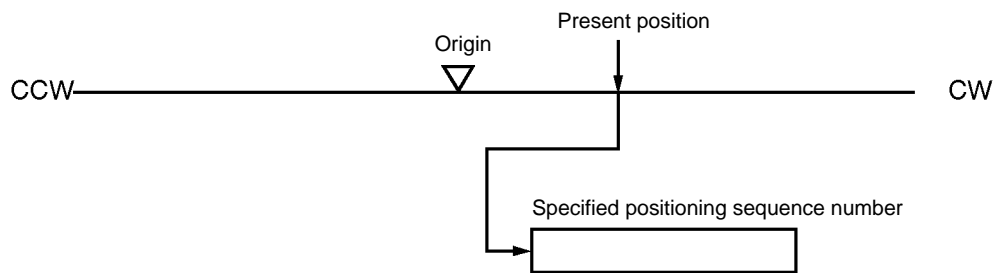 Present position
Origin
CCW CW
Specified positioning sequence number